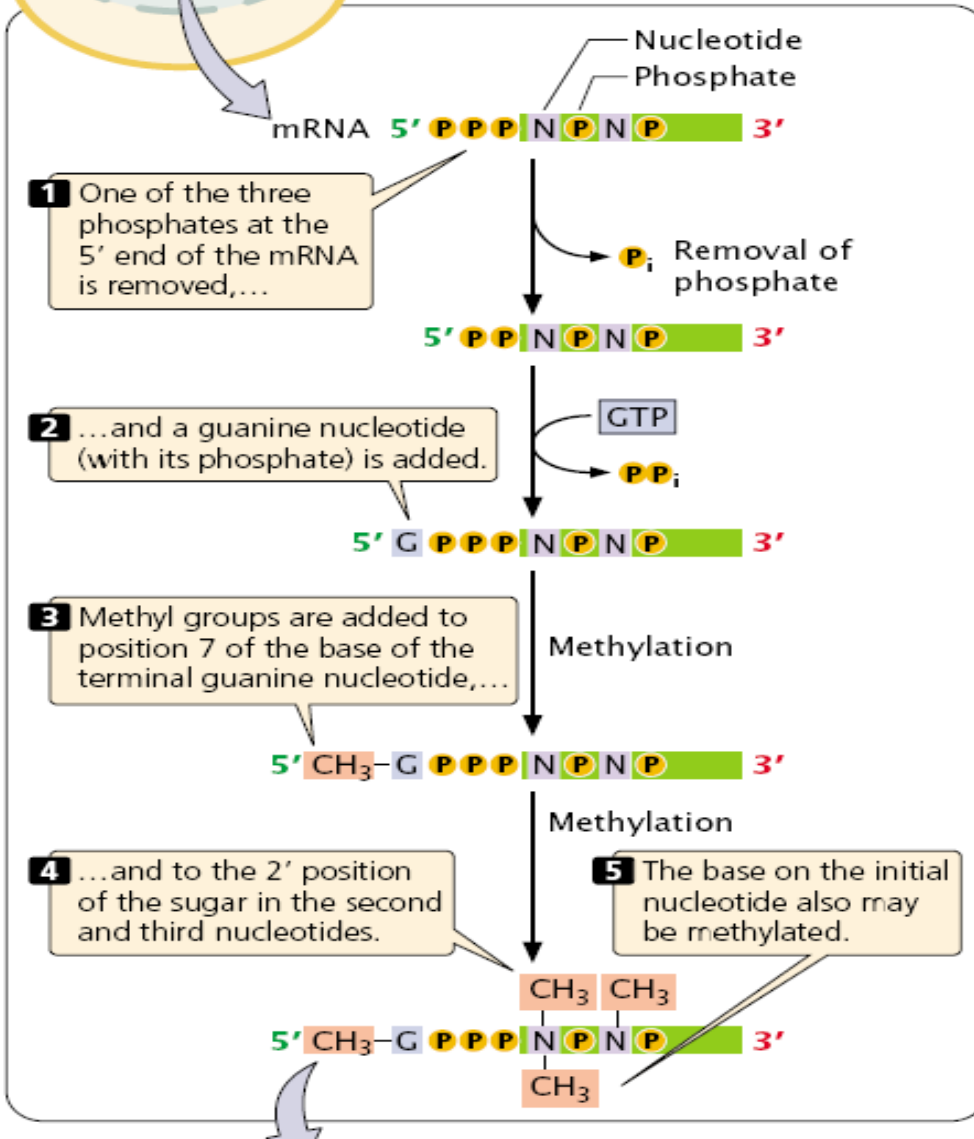 Nucleotide
Phosphate
mRNA 5′ P P P N P N P 3′
1 One of the three
phosphates at the
5′ end of the mRNA
is removed,...
Pi Removal of
phosphate
5′ P P N P N P 3′
2 ...and a guanine nucleotide
(with its phosphate) is added.
GTP
P Pi
5′ G P P P N P N P 3′
3 Methyl groups are added to
position 7 of the base of the
terminal guanine nucleotide,...
Methylation
5′ CH3–G P P P N P N P 3′
Methylation
4 ...and to the 2′ position
of the sugar in the second
and third nucleotides.
5 The base on the initial
nucleotide also may
be methylated.
CH3 CH3
5′ CH3–G P P P N P N P 3′
CH3